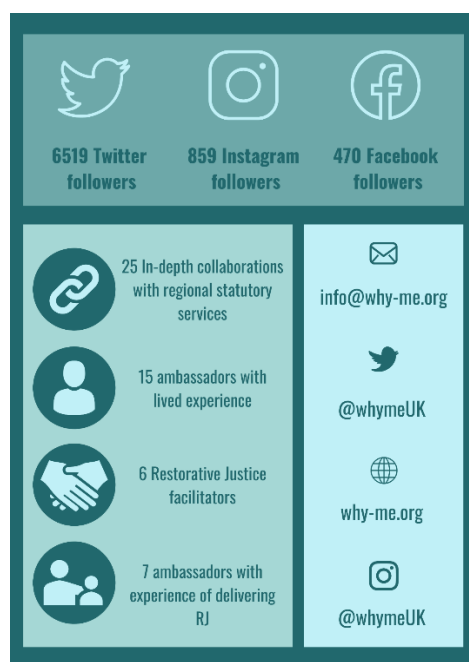 6519 Twitter
followers
859 Instagram
followers
470 Facebook
followers
25 In-depth collaborations
with regional statutory
services
15 ambassadors with
lived experience
6 Restorative Justice
facilitators
7 ambassadors with
experience of delivering
RJ
info@why-me.org
@whymeUK
why-me.org
@whymeUK